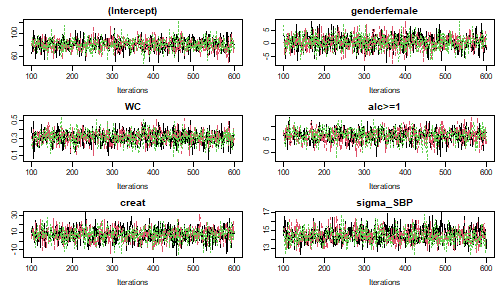 (Intercept)
genderfemale
60
100
-5
0
5
100 200 300 400 500 600
100 200 300 400 500 600
Iterations
Iterations
WC
alc>=1
0.1
0.3
0.5
0
5
100 200 300 400 500 600
100 200 300 400 500 600
Iterations
Iterations
creat
sigma_SBP
-10
10
30
13
15
17
100 200 300 400 500 600
100 200 300 400 500 600
Iterations
Iterations